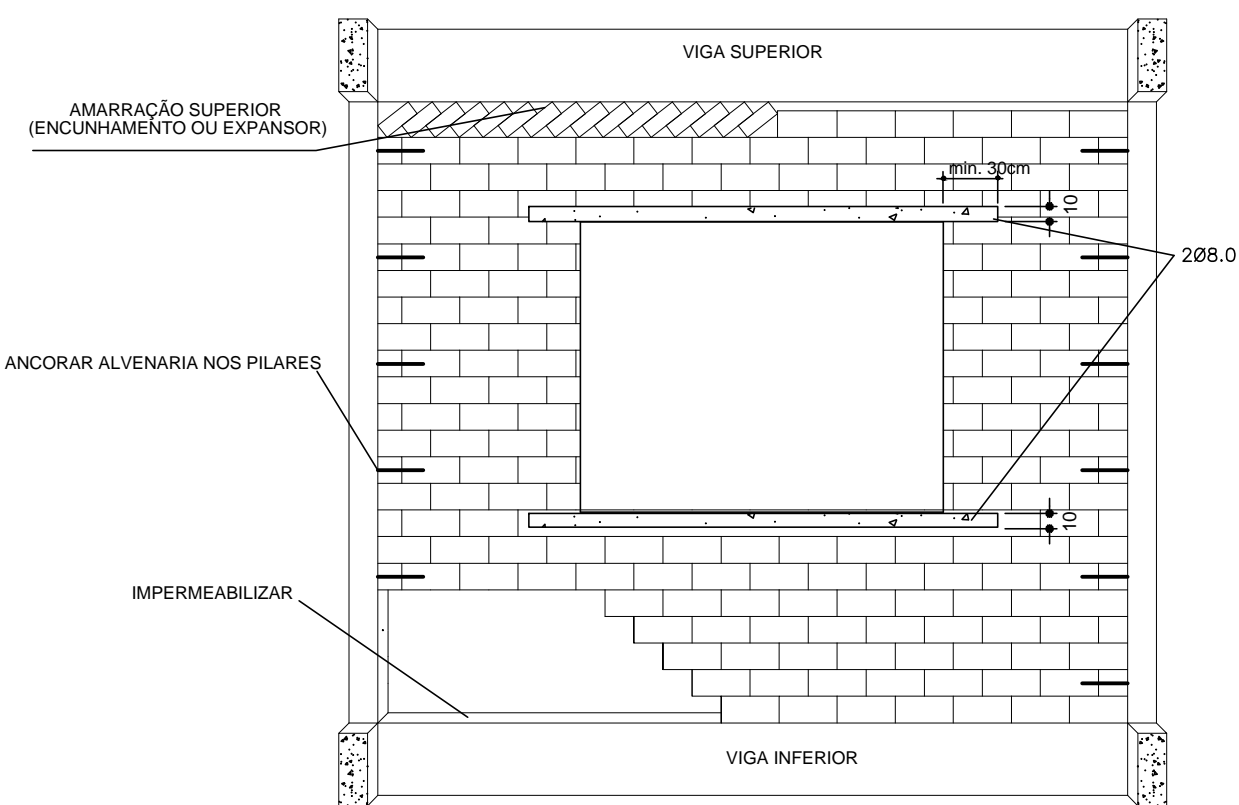 VIGA SUPERIOR
AMARRAÇÃO SUPERIOR
(ENCUNHAMENTO OU EXPANSOR)
min. 30cm
10
2Ø8.0
ANCORAR ALVENARIA NOS PILARES
10
IMPERMEABILIZAR
VIGA INFERIOR